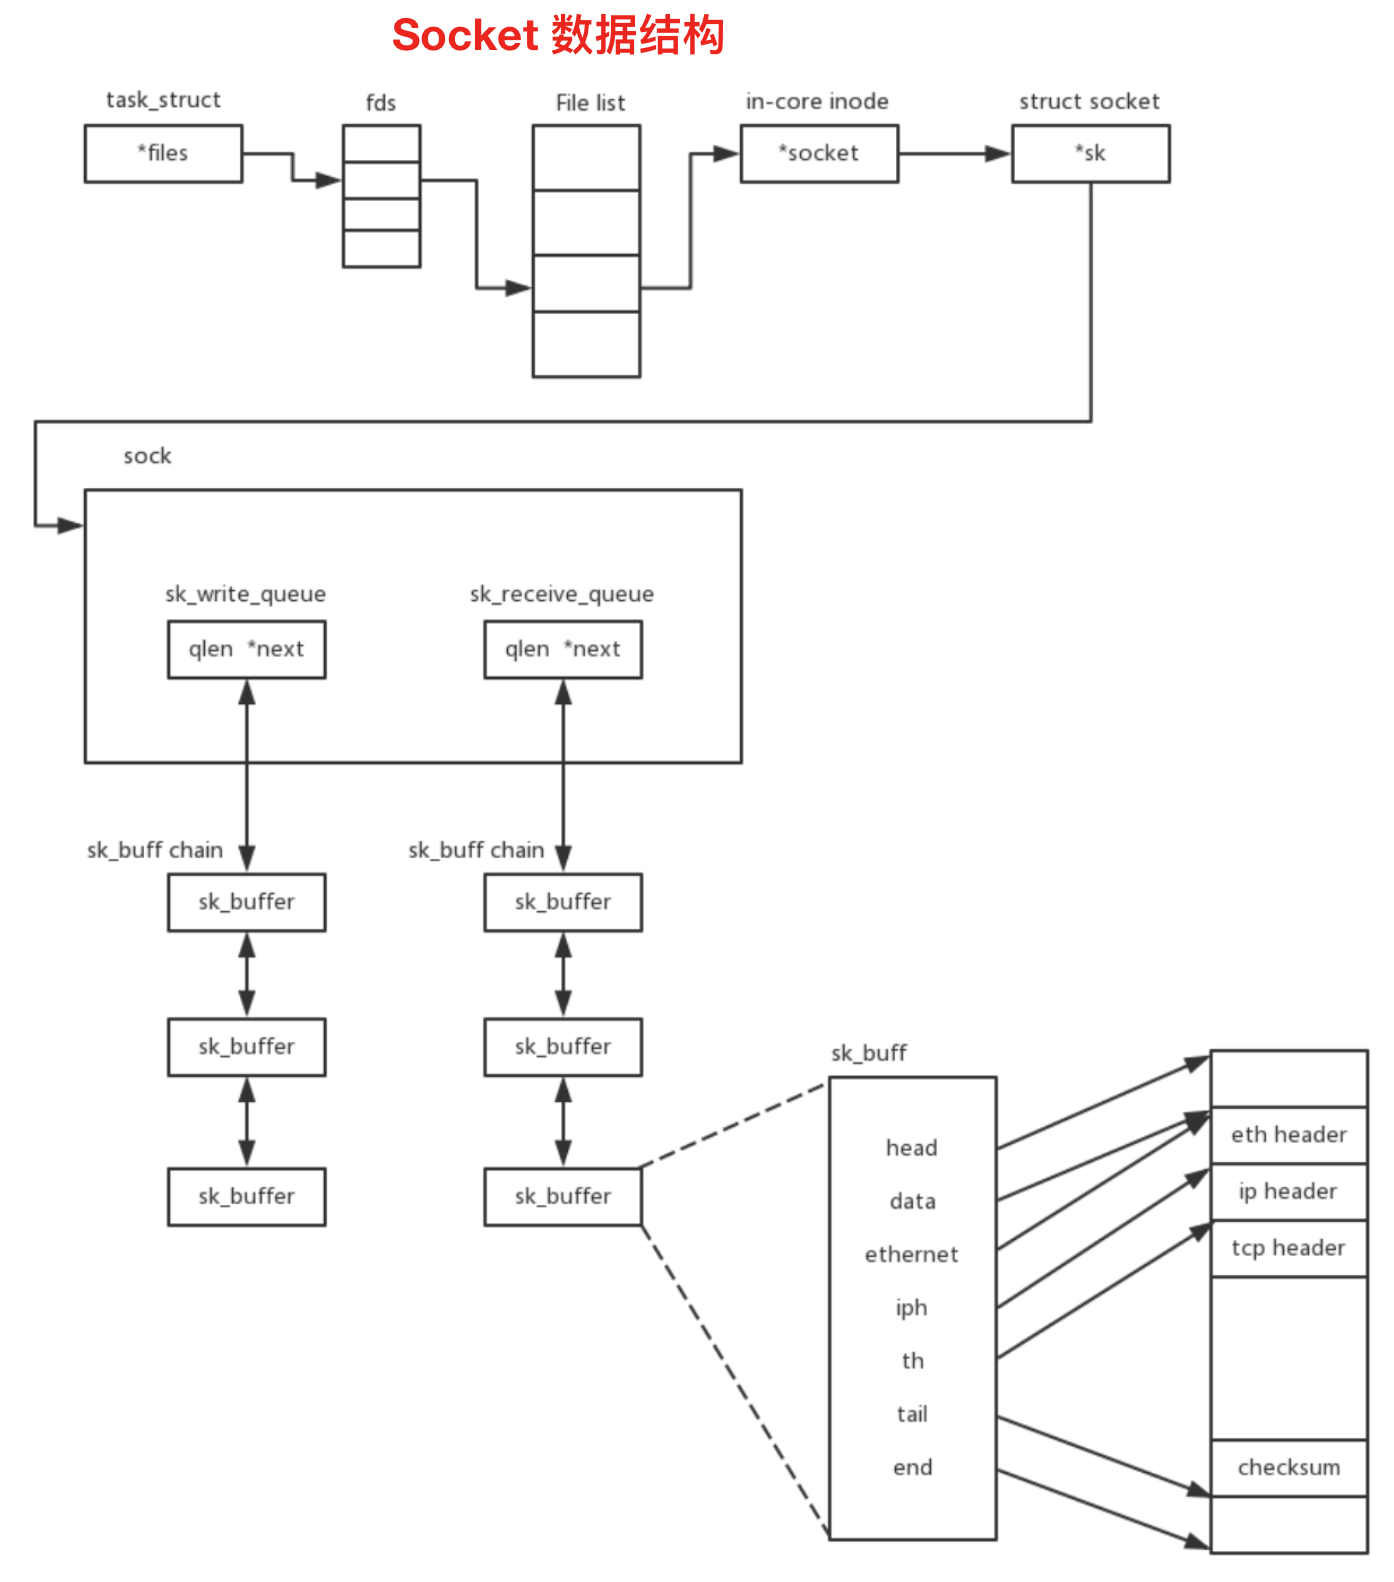 Socket 数据结构
task_struct
fds
File list
in-core inode
struct socket
*files
*socket
*sk
sock
sk_write_queue
sk_receive_queue
qlen *next
qlen *next
sk_buff chain
sk_buff chain
sk_buffer
sk_buffer
sk_buffer
sk_buffer
sk_buffer
sk_buffer
sk_buff
head
data
ethernet
iph
th
tail
end
eth header
ip header
tcp header
checksum